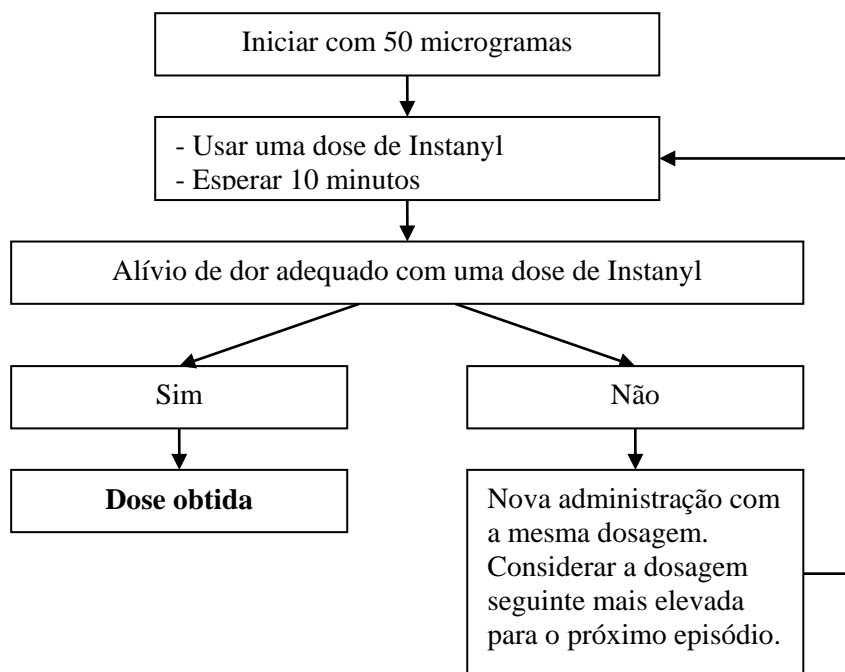 Iniciar com 50 microgramas
- Usar uma dose de Instanyl
- Esperar 10 minutos
Alívio de dor adequado com uma dose de Instanyl
Sim
Não
Dose obtida
Nova administração com
a mesma dosagem.
Considerar a dosagem
seguinte mais elevada
para o próximo episódio.